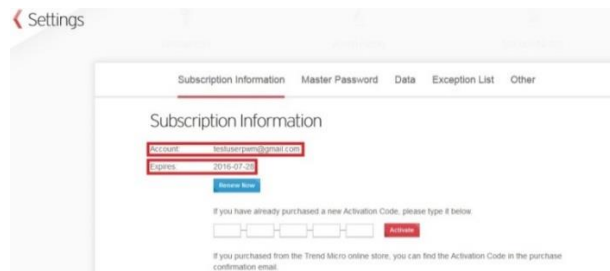 Settings
Subscription Information Master Password Data Exception List Other
Subscription Information
Account: testuserpwm@gmail.com
Expires: 2016-07-28
Renew Now
If you have already purchased a new Activation Code, please type it below.
- - - - Activate
If you purchased from the Trend Micro online store, you can find the Activation Code in the purchase
confirmation email.